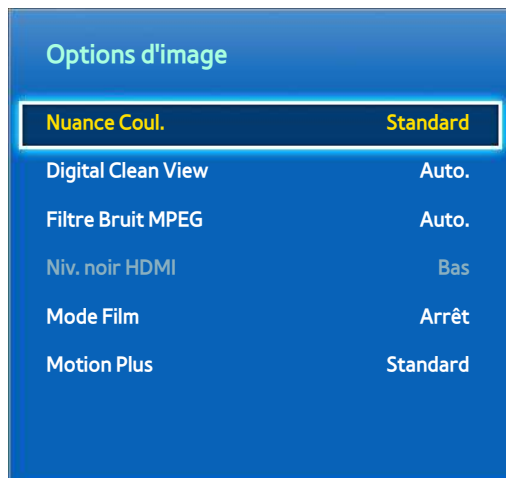 Options d'image
Nuance Coul. Standard
Digital Clean View Auto.
Filtre Bruit MPEG Auto.
Niv. noir HDMI Bas
Mode Film Arrêt
Motion Plus Standard